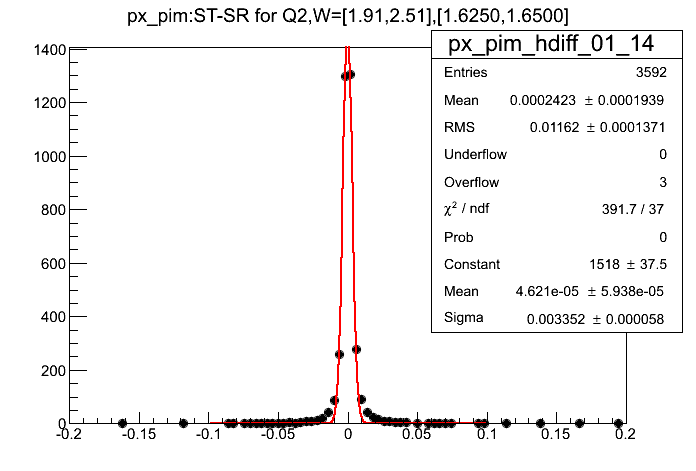 px_pim:ST-SR for Q2,W=[1.91,2.51],[1.6250,1.6500]
px_pim_hdiff_01_14
Entries 3592
Mean 0.0002423 ± 0.0001939
RMS 0.01162 ± 0.0001371
Underflow 0
Overflow 3
χ² / ndf 391.7 / 37
Prob 0
Constant 1518 ± 37.5
Mean 4.621e-05 ± 5.938e-05
Sigma 0.003352 ± 0.000058
1400
1200
1000
800
600
400
200
0
-0.2 -0.15 -0.1 -0.05 0 0.05 0.1 0.15 0.2